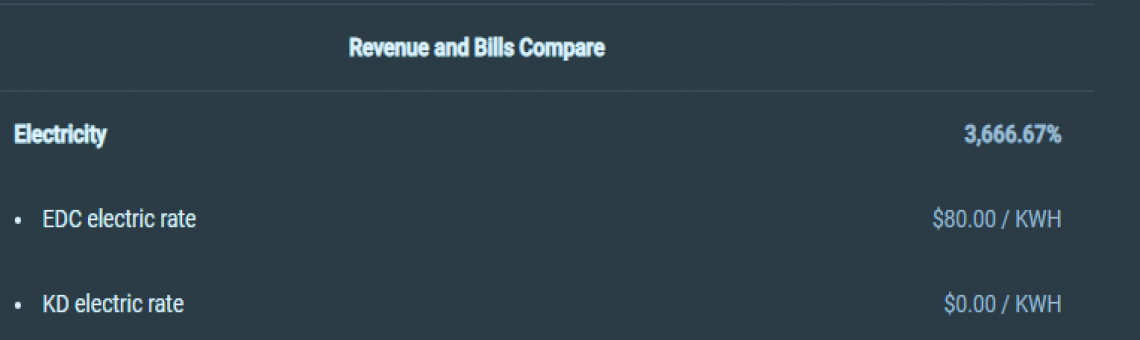 Revenue and Bills Compare
Electricity 3,666.67%
• EDC electric rate $80.00 / KWH
• KD electric rate $0.00 / KWH